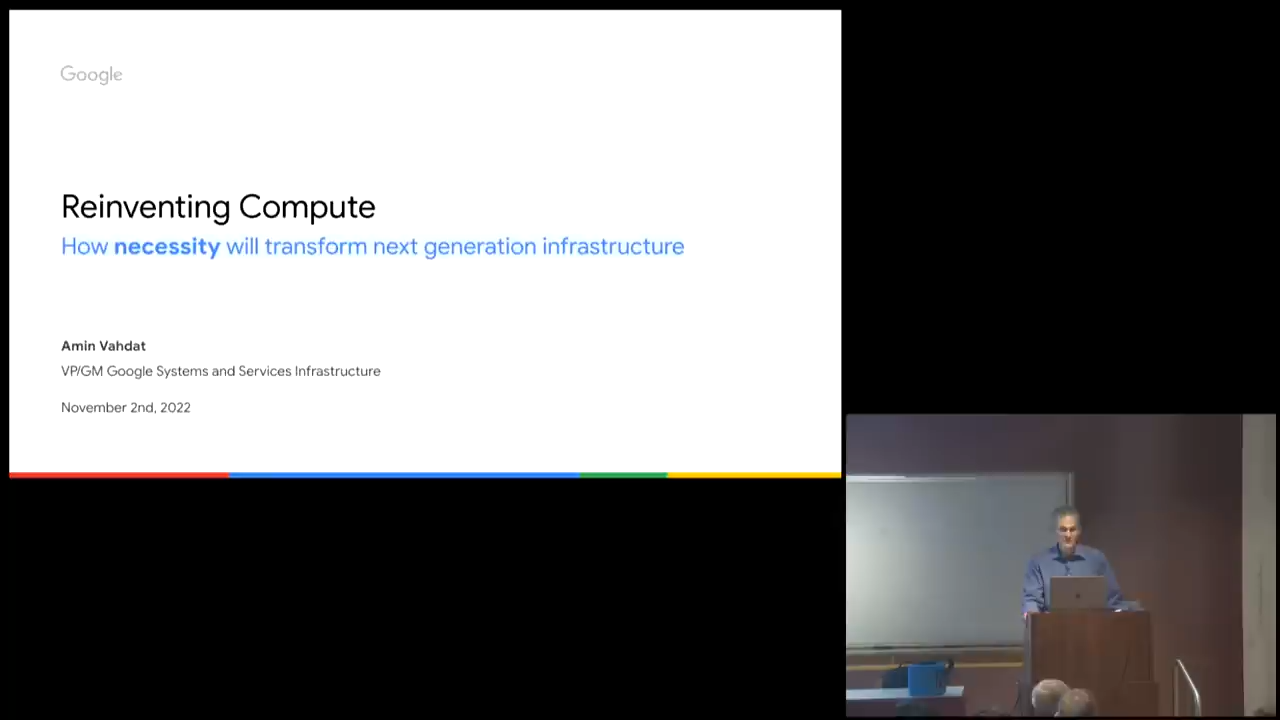 Google
Reinventing Compute
How necessity will transform next generation infrastructure
Amin Vahdat
VP/GM Google Systems and Services Infrastructure
November 2nd, 2022